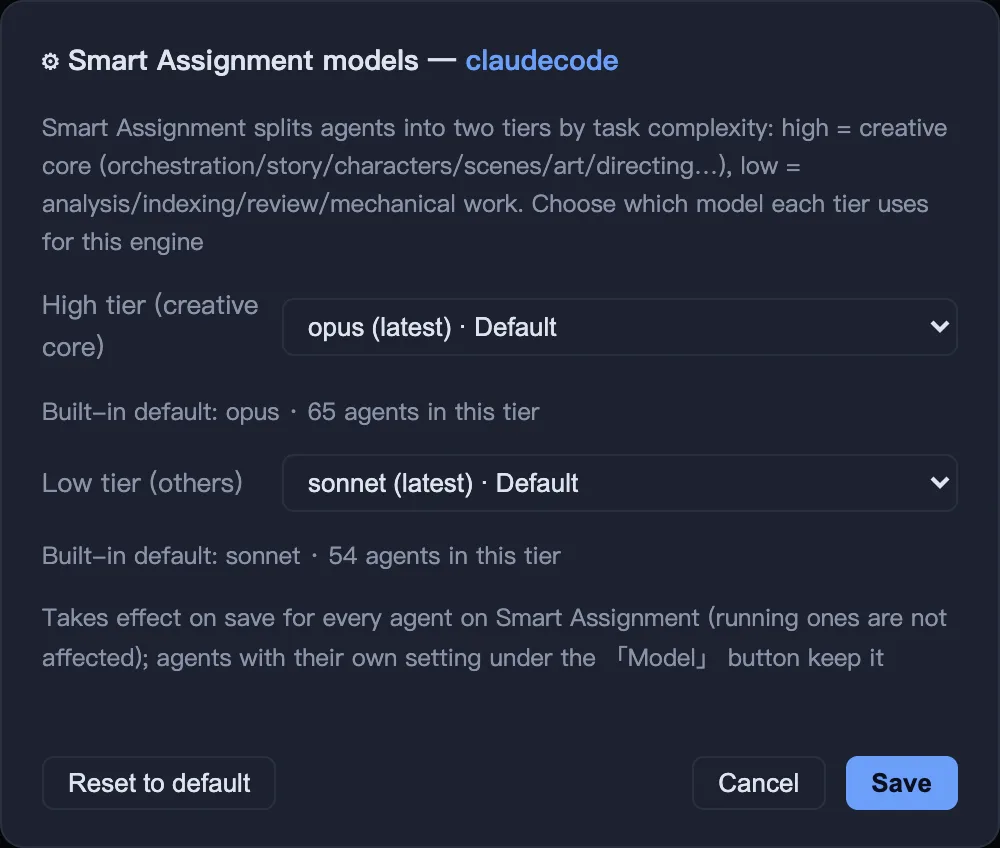 ⚙ Smart Assignment models — claudecode
Smart Assignment splits agents into two tiers by task complexity: high = creative
core (orchestration/story/characters/scenes/art/directing…), low =
analysis/indexing/review/mechanical work. Choose which model each tier uses
for this engine
High tier (creative
core)
opus (latest) · Default
Built-in default: opus · 65 agents in this tier
Low tier (others)
sonnet (latest) · Default
Built-in default: sonnet · 54 agents in this tier
Takes effect on save for every agent on Smart Assignment (running ones are not
affected); agents with their own setting under the 「Model」 button keep it
Reset to default
Cancel
Save